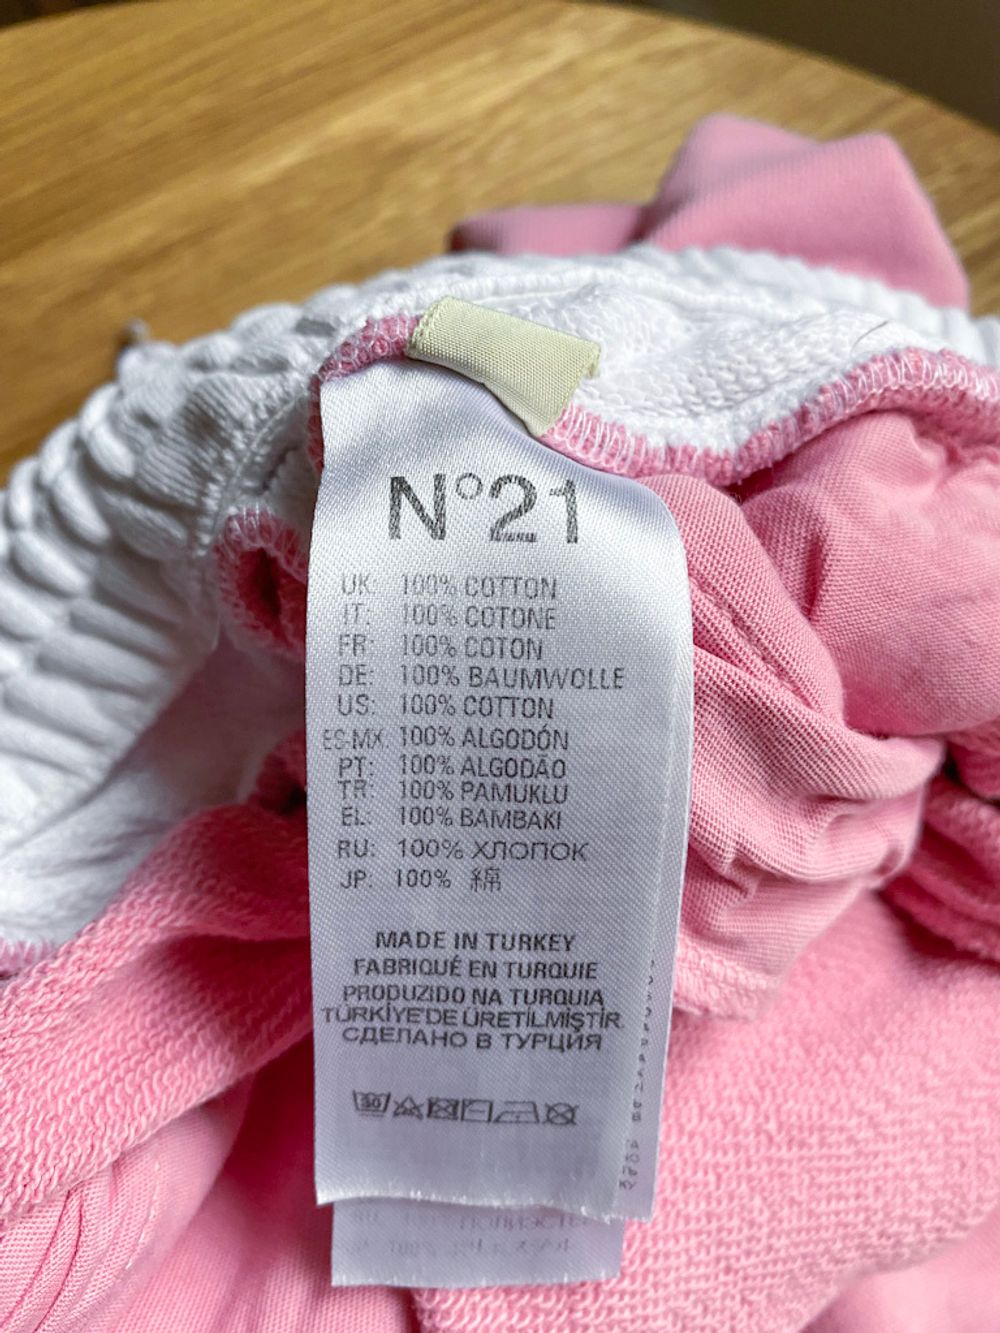 N°21
UK: 100% COTTON
IT: 100% COTONE
FR: 100% COTON
DE: 100% BAUMWOLLE
US: 100% COTTON
ES-MX: 100% ALGODÓN
PT: 100% ALGODÃO
TR: 100% PAMUKLU
EL: 100% BAMBAKI
RU: 100% ХЛОПОК
JP: 100% 綿
MADE IN TURKEY
FABRIQUÉ EN TURQUIE
PRODUZIDO NA TURQUIA
TÜRKİYE'DE ÜRETİLMİŞTİR.
СДЕЛАНО В ТУРЦИЯ
30